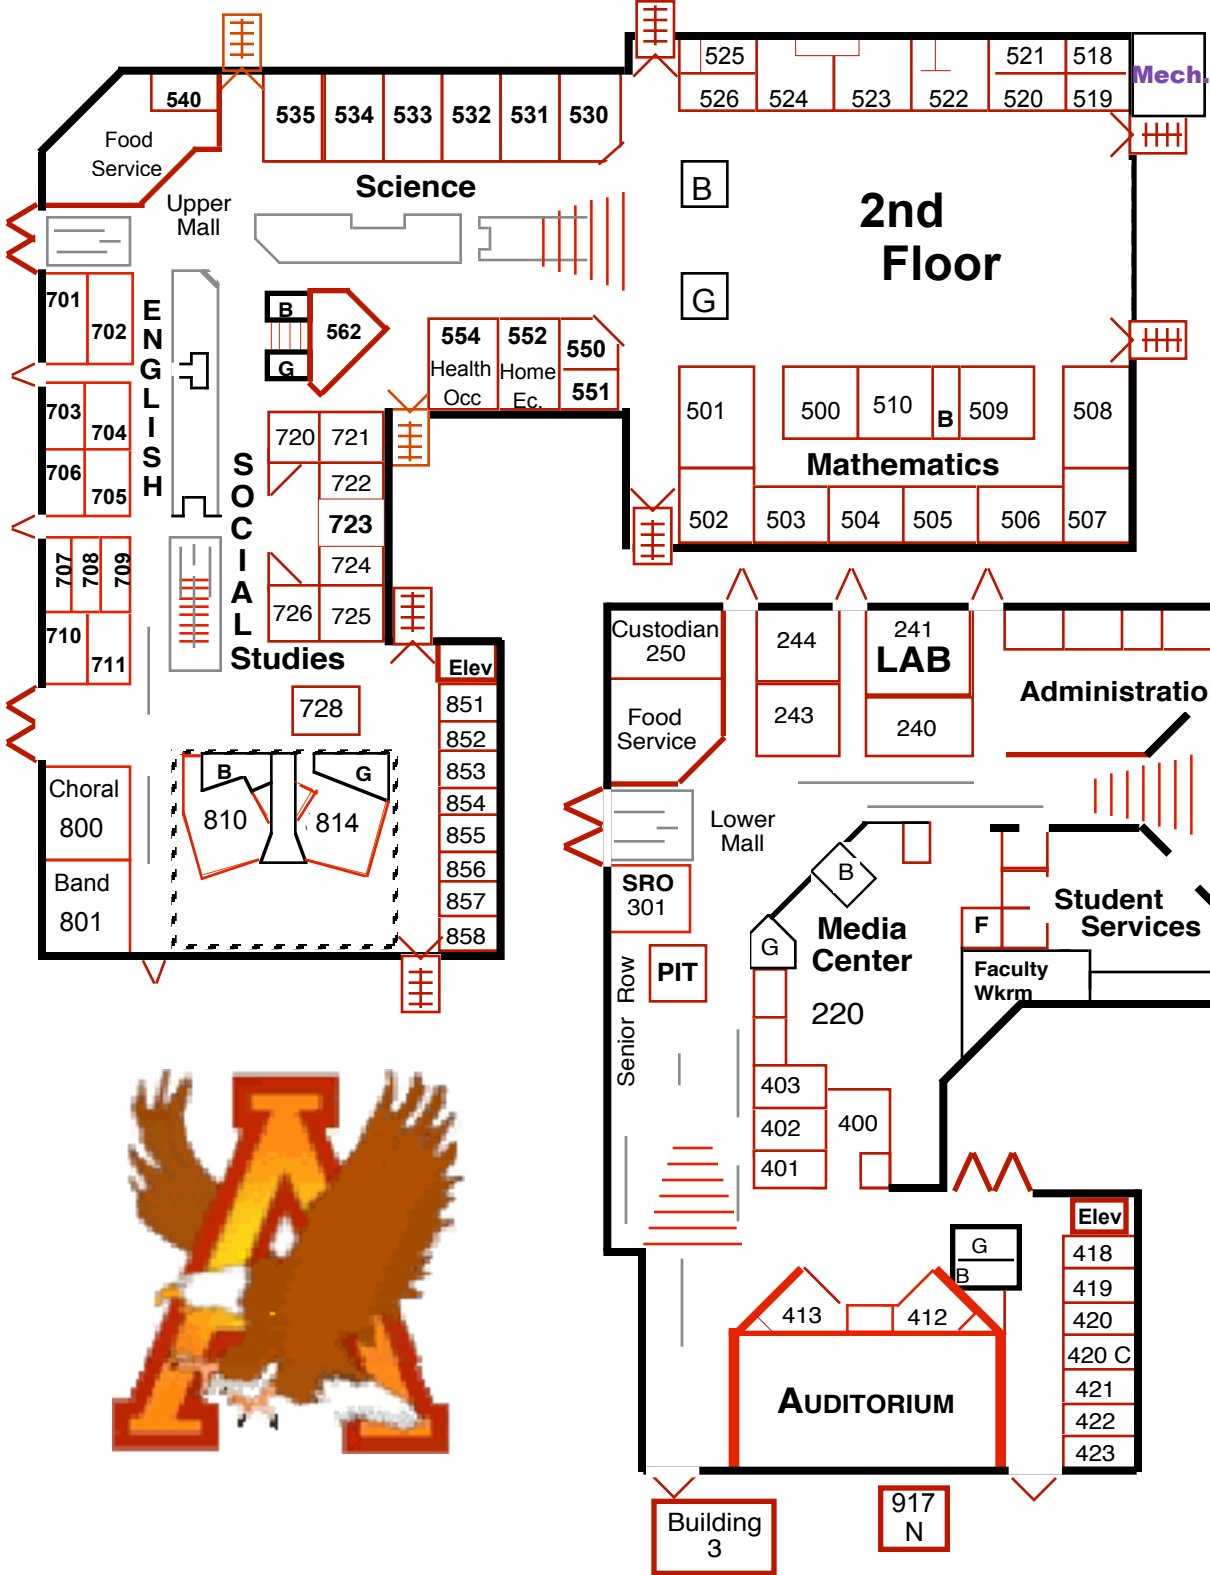 525
521
518
Mech.
526
524
523
522
520
519
540
535
534
533
532
531
530
Food
Service
Science
Upper
Mall
B
G
2nd
Floor
701
702
ENGLISH
B
562
G
554
Health
Occ
552
Home
Ec.
550
551
703
704
706
705
501
500
510
B
509
508
Mathematics
502
503
504
505
506
507
SOCIAL
Studies
720
721
722
723
724
726
725
707
708
709
710
711
728
Elev
851
852
853
854
855
856
857
858
Choral
800
Band
801
B
G
810
814
Custodian
250
244
241
LAB
Administratio
Food
Service
243
240
Lower
Mall
SRO
301
B
G
Media
Center
220
F
Student
Services
Faculty
Wkrm
PIT
Senior Row
403
402
401
400
Elev
G
B
418
419
420
420 C
421
422
423
413
412
AUDITORIUM
Building
3
917
N